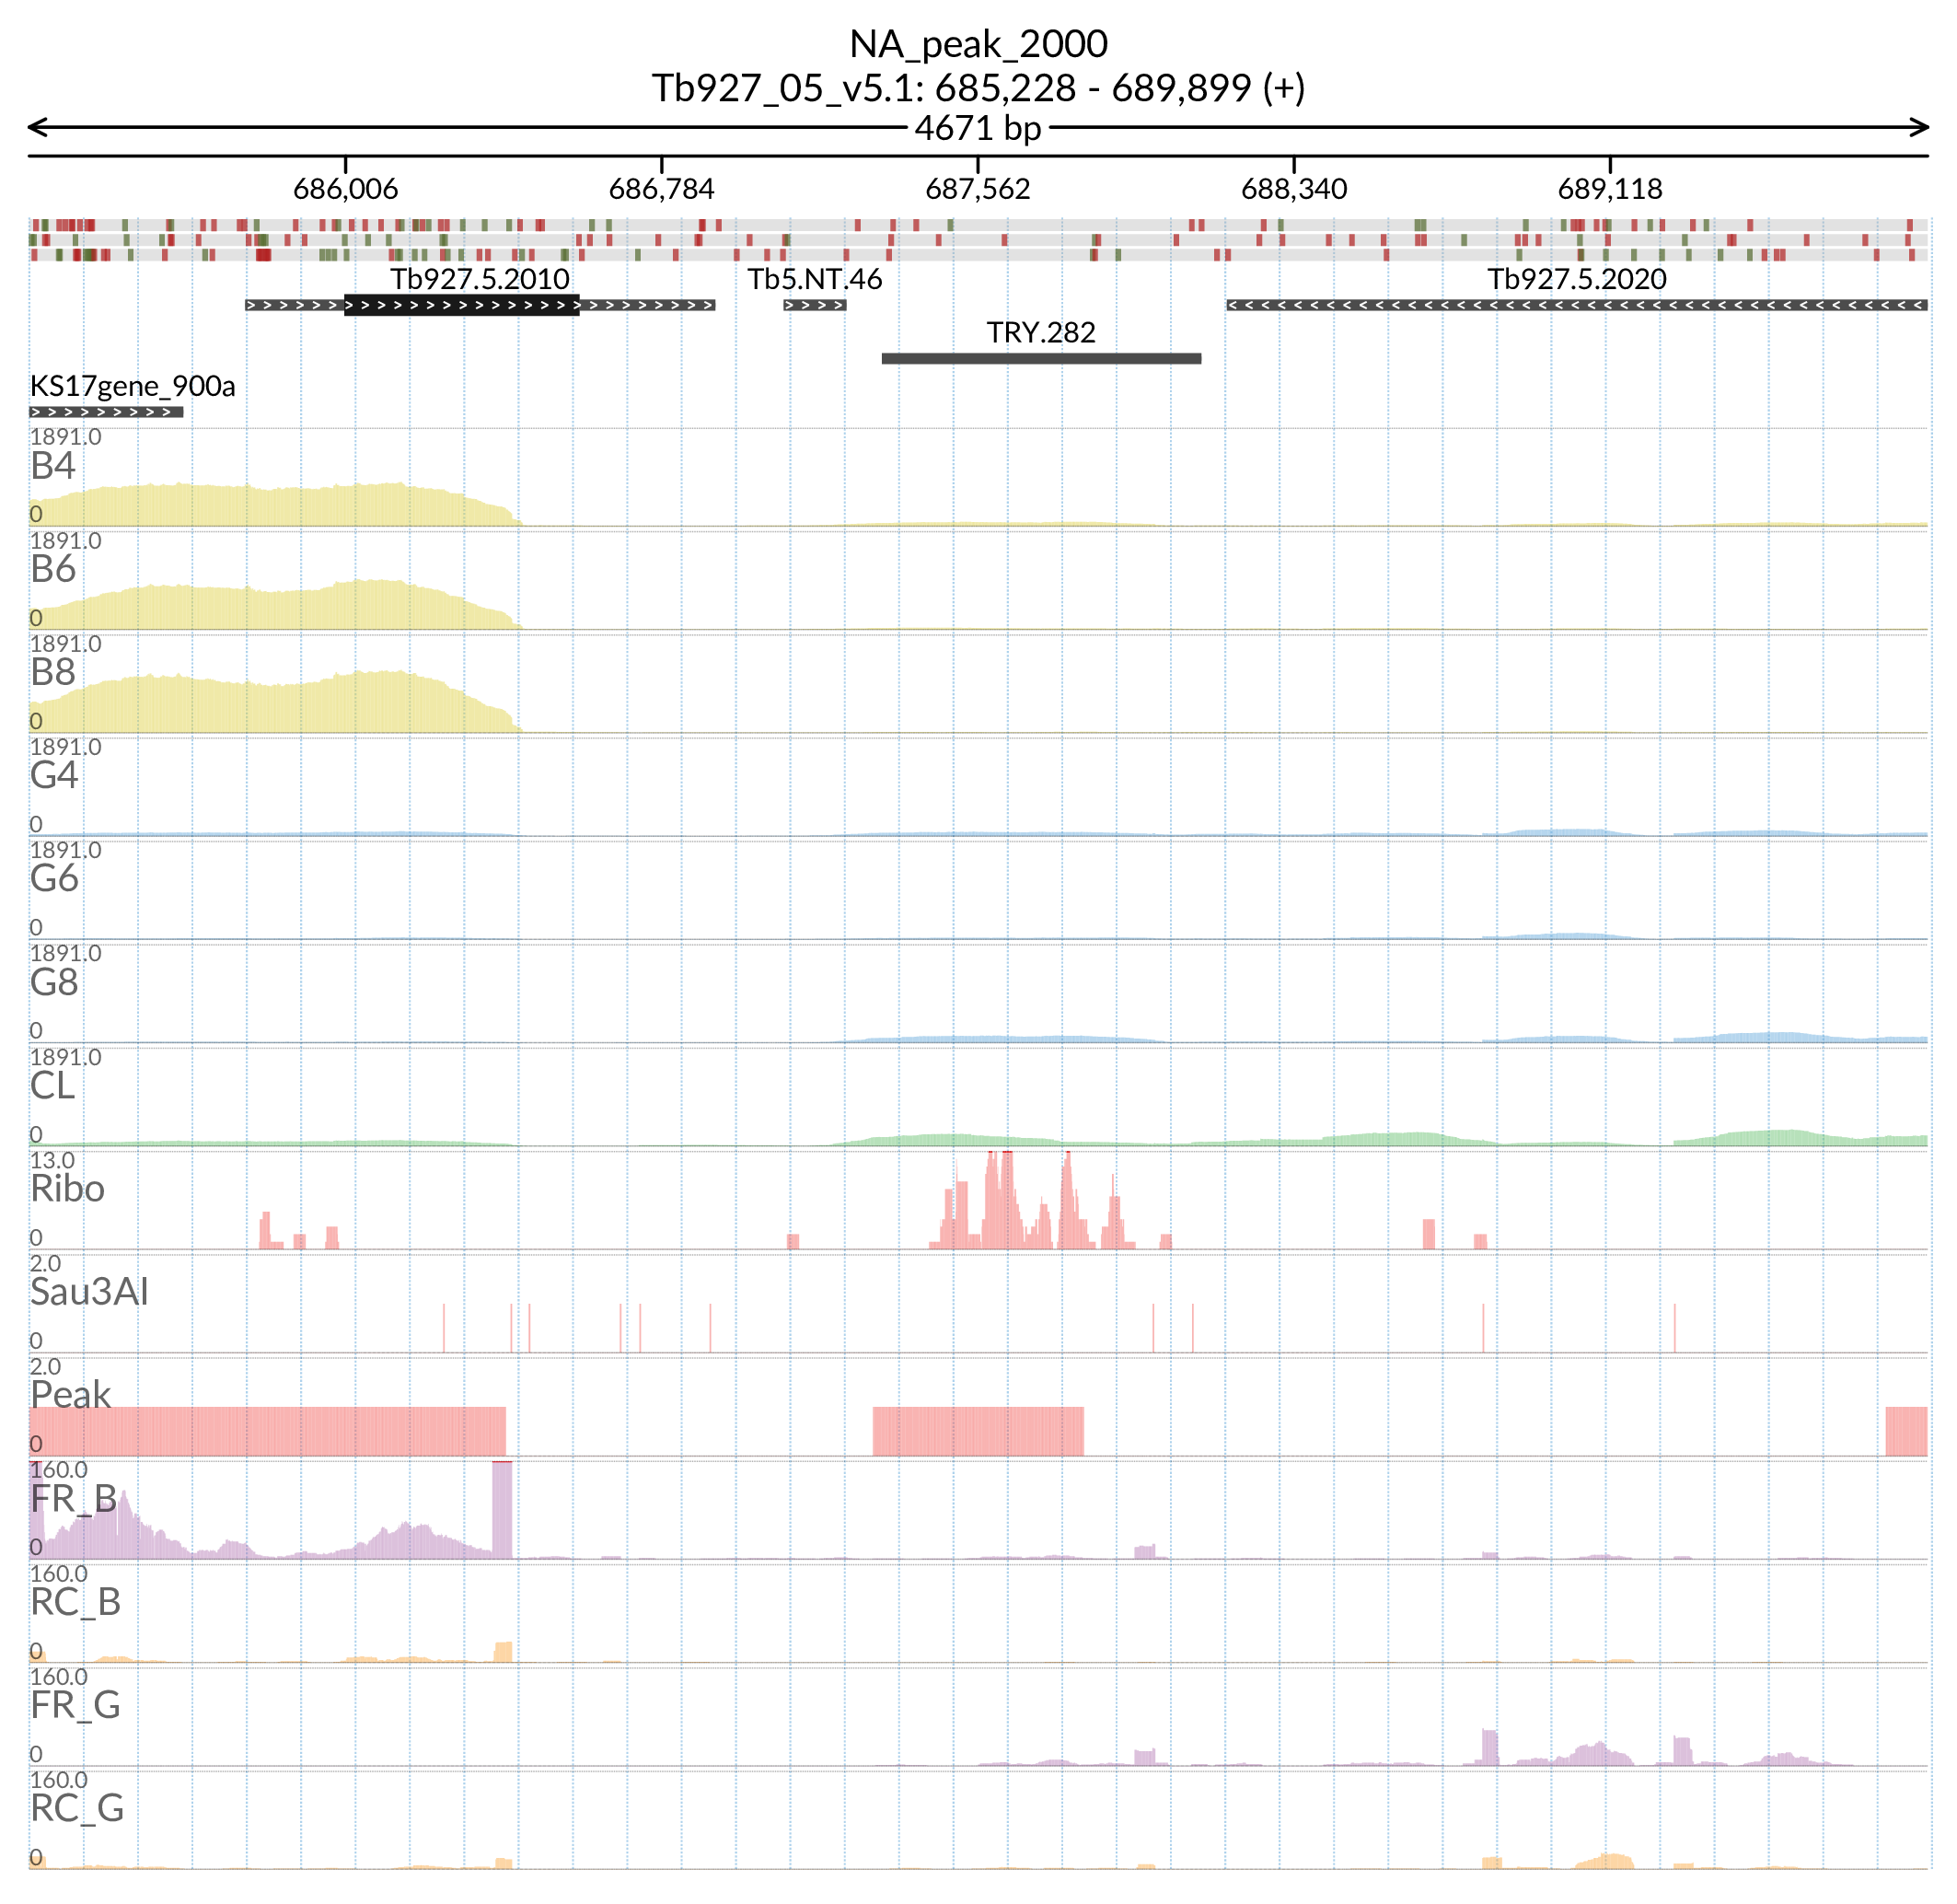 NA_peak_2000
Tb927_05_v5.1: 685,228 - 689,899 (+)
4671 bp
686,006 686,784 687,562 688,340 689,118
Tb927.5.2010 Tb5.NT.46 Tb927.5.2020
TRY.282
KS17gene_900a
1891.0
B4
0
1891.0
B6
0
1891.0
B8
0
1891.0
G4
0
1891.0
G6
0
1891.0
G8
0
1891.0
CL
0
13.0
Ribo
0
2.0
Sau3AI
0
2.0
Peak
0
160.0
FR_B
0
160.0
RC_B
0
160.0
FR_G
0
160.0
RC_G
0